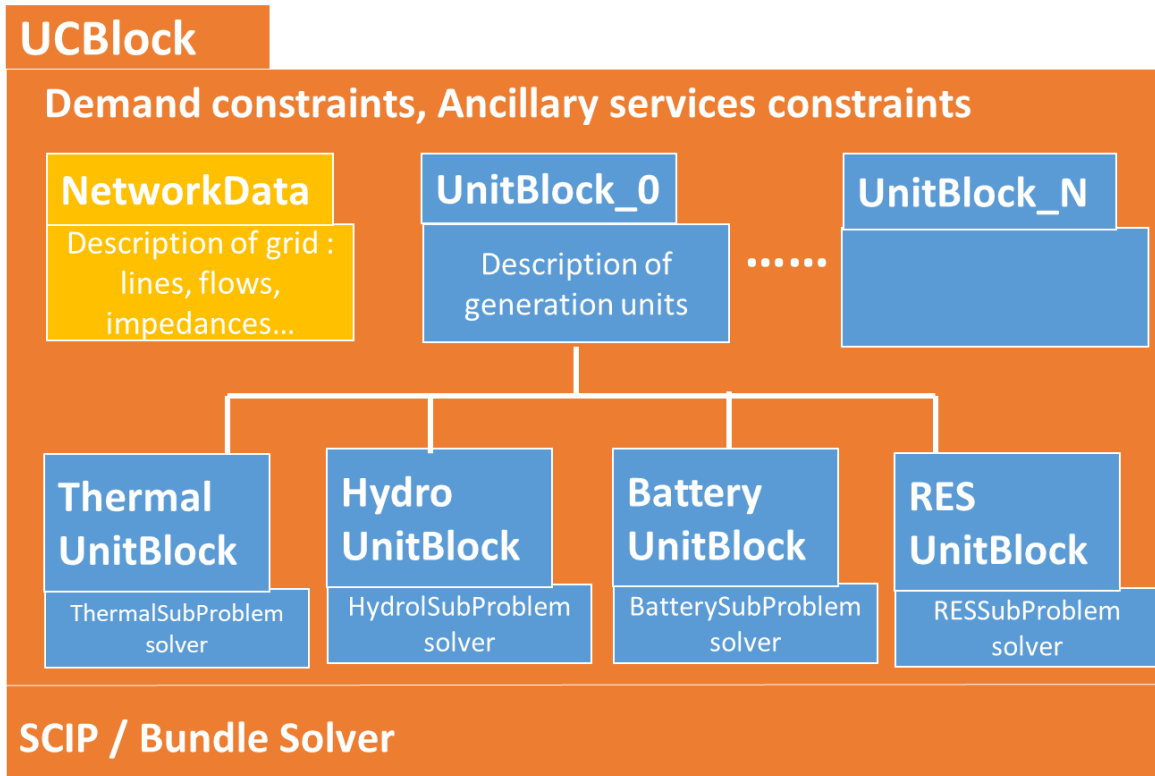 UCBlock
Demand constraints, Ancillary services constraints
NetworkData
Description of grid :
lines, flows,
impedances...
UnitBlock_0
Description of
generation units
......
UnitBlock_N
Thermal
UnitBlock
ThermalSubProblem
solver
Hydro
UnitBlock
HydrolSubProblem
solver
Battery
UnitBlock
BatterySubProblem
solver
RES
UnitBlock
RESSubProblem
solver
SCIP / Bundle Solver